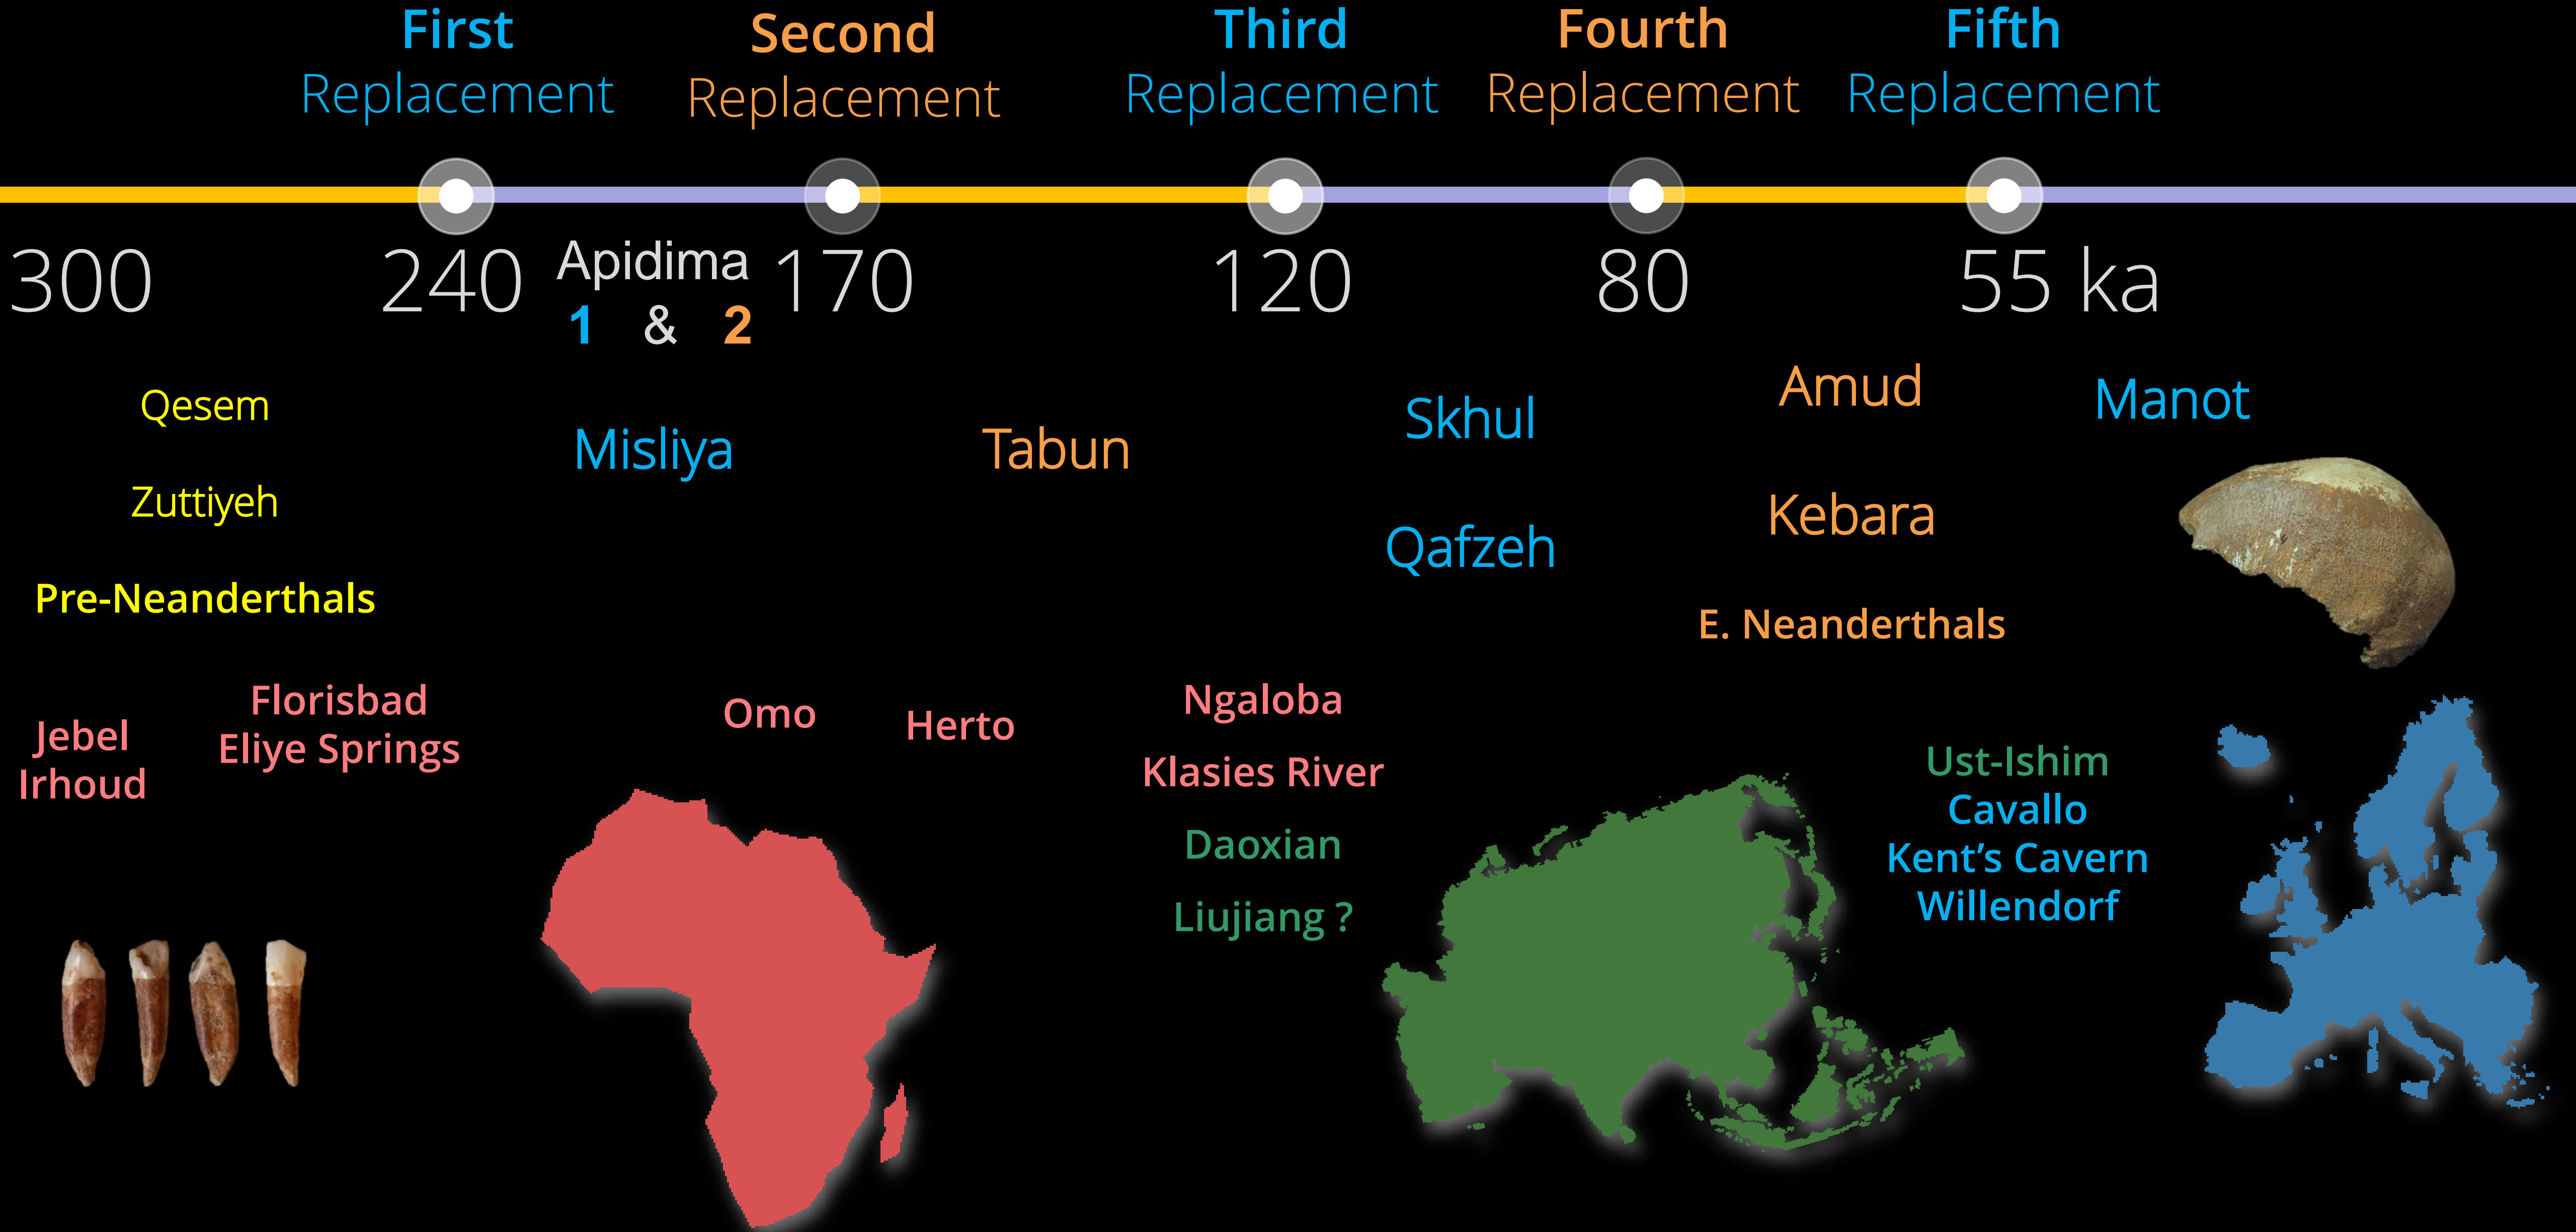 First
Replacement
Second
Replacement
Third
Replacement
Fourth
Replacement
Fifth
Replacement
300
240
Apidima
1 & 2
170
120
80
55 ka
Qesem
Zuttiyeh
Pre-Neanderthals
Misliya
Tabun
Skhul
Qafzeh
Amud
Kebara
E. Neanderthals
Manot
Jebel
Irhoud
Florisbad
Eliye Springs
Omo
Herto
Ngaloba
Klasies River
Daoxian
Liujiang ?
Ust-Ishim
Cavallo
Kent’s Cavern
Willendorf